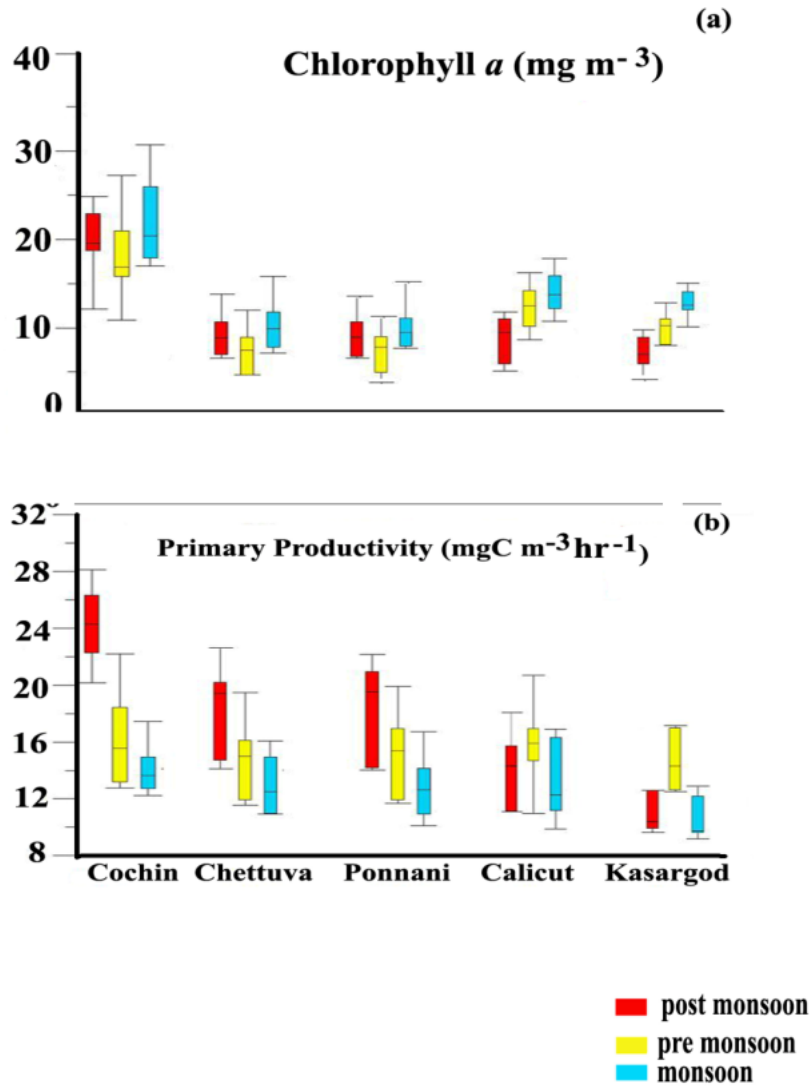 (a)
Chlorophyll a (mg m- 3)
40
30
20
10
0
(b)
Primary Productivity (mgC m-3 hr-1)
32
28
24
20
16
12
8
Cochin Chettuva Ponnani Calicut Kasargod
post monsoon
pre monsoon
monsoon